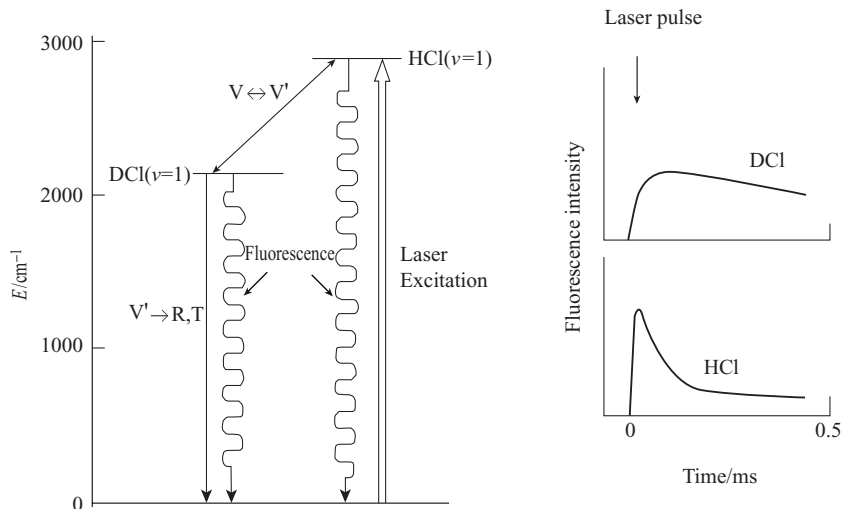 3000
HCl(v=1)
V↔V'
DCl(v=1)
2000
E/cm⁻¹
Fluorescence
Laser
Excitation
V'→R,T
1000
0
Laser pulse
DCl
Fluorescence intensity
HCl
0
0.5
Time/ms